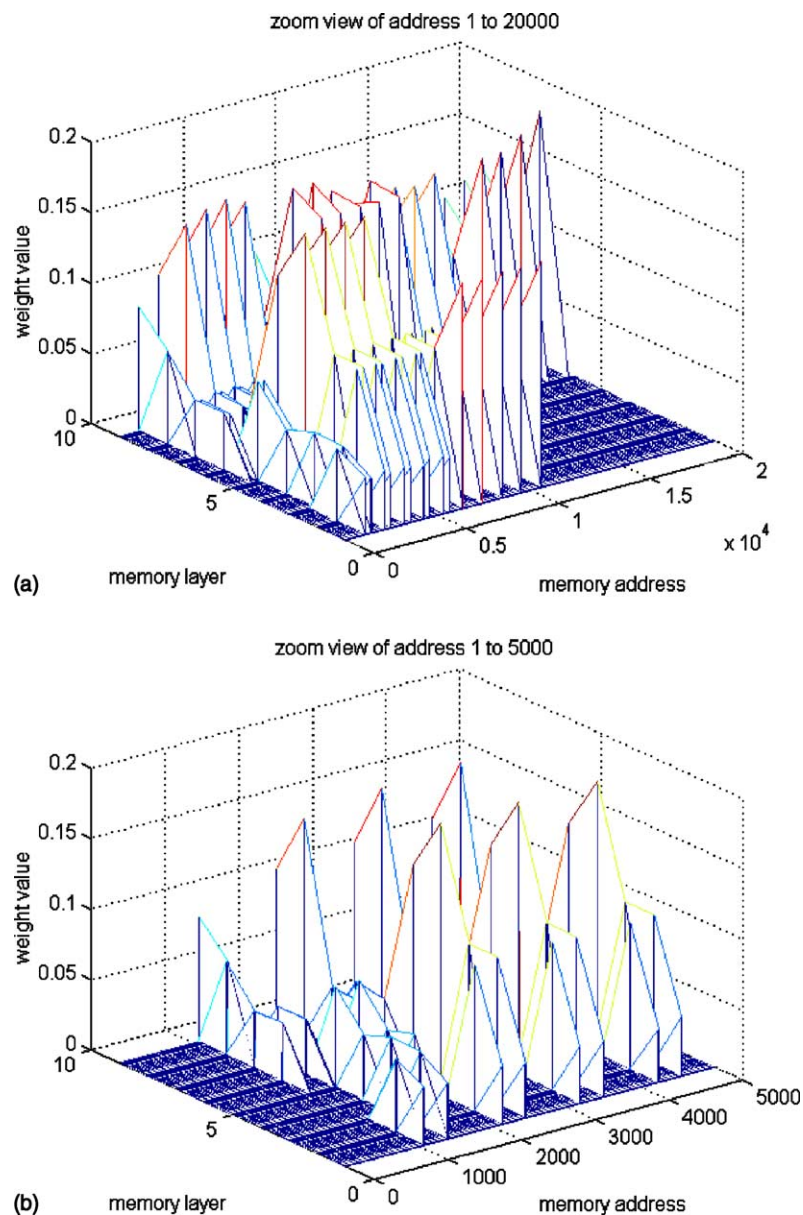 zoom view of address 1 to 20000
0.2
0.15
0.1
0.05
0
weight value
10
5
0
memory layer
0
0.5
1
1.5
2
x 10^4
memory address
(a)
zoom view of address 1 to 5000
0.2
0.15
0.1
0.05
0
weight value
10
5
0
memory layer
0
1000
2000
3000
4000
5000
memory address
(b)